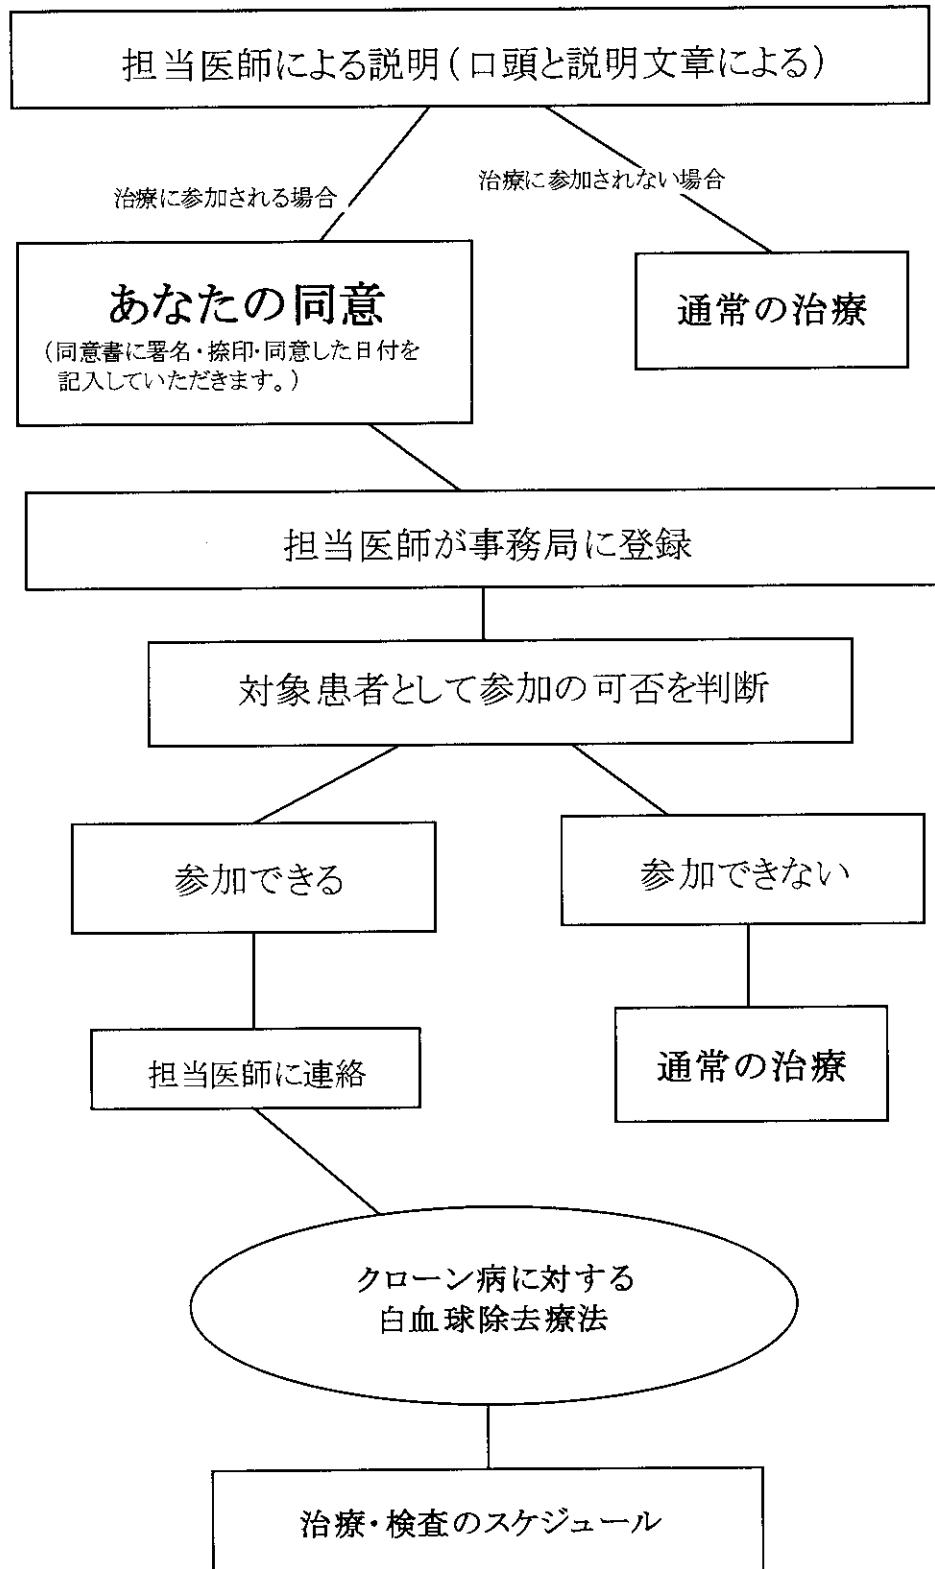 担当医師による説明(口頭と説明文章による)
治療に参加される場合
治療に参加されない場合
あなたの同意
(同意書に署名・捺印・同意した日付を
記入していただきます。)
通常の治療
担当医師が事務局に登録
対象患者として参加の可否を判断
参加できる
参加できない
担当医師に連絡
通常の治療
クローン病に対する
白血球除去療法
治療・検査のスケジュール